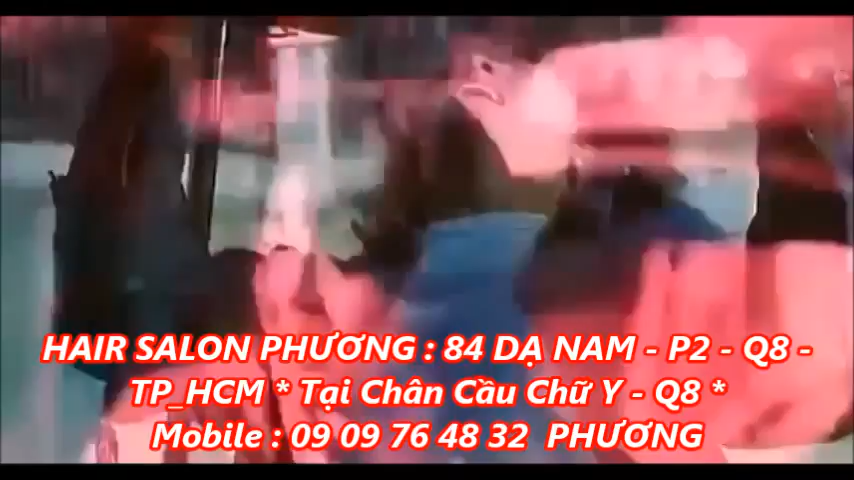 HAIR SALON PHƯƠNG : 84 DẠ NAM - P2 - Q8 -
TP_HCM * Tại Chân Cầu Chữ Y - Q8 *
Mobile : 09 09 76 48 32 PHƯƠNG